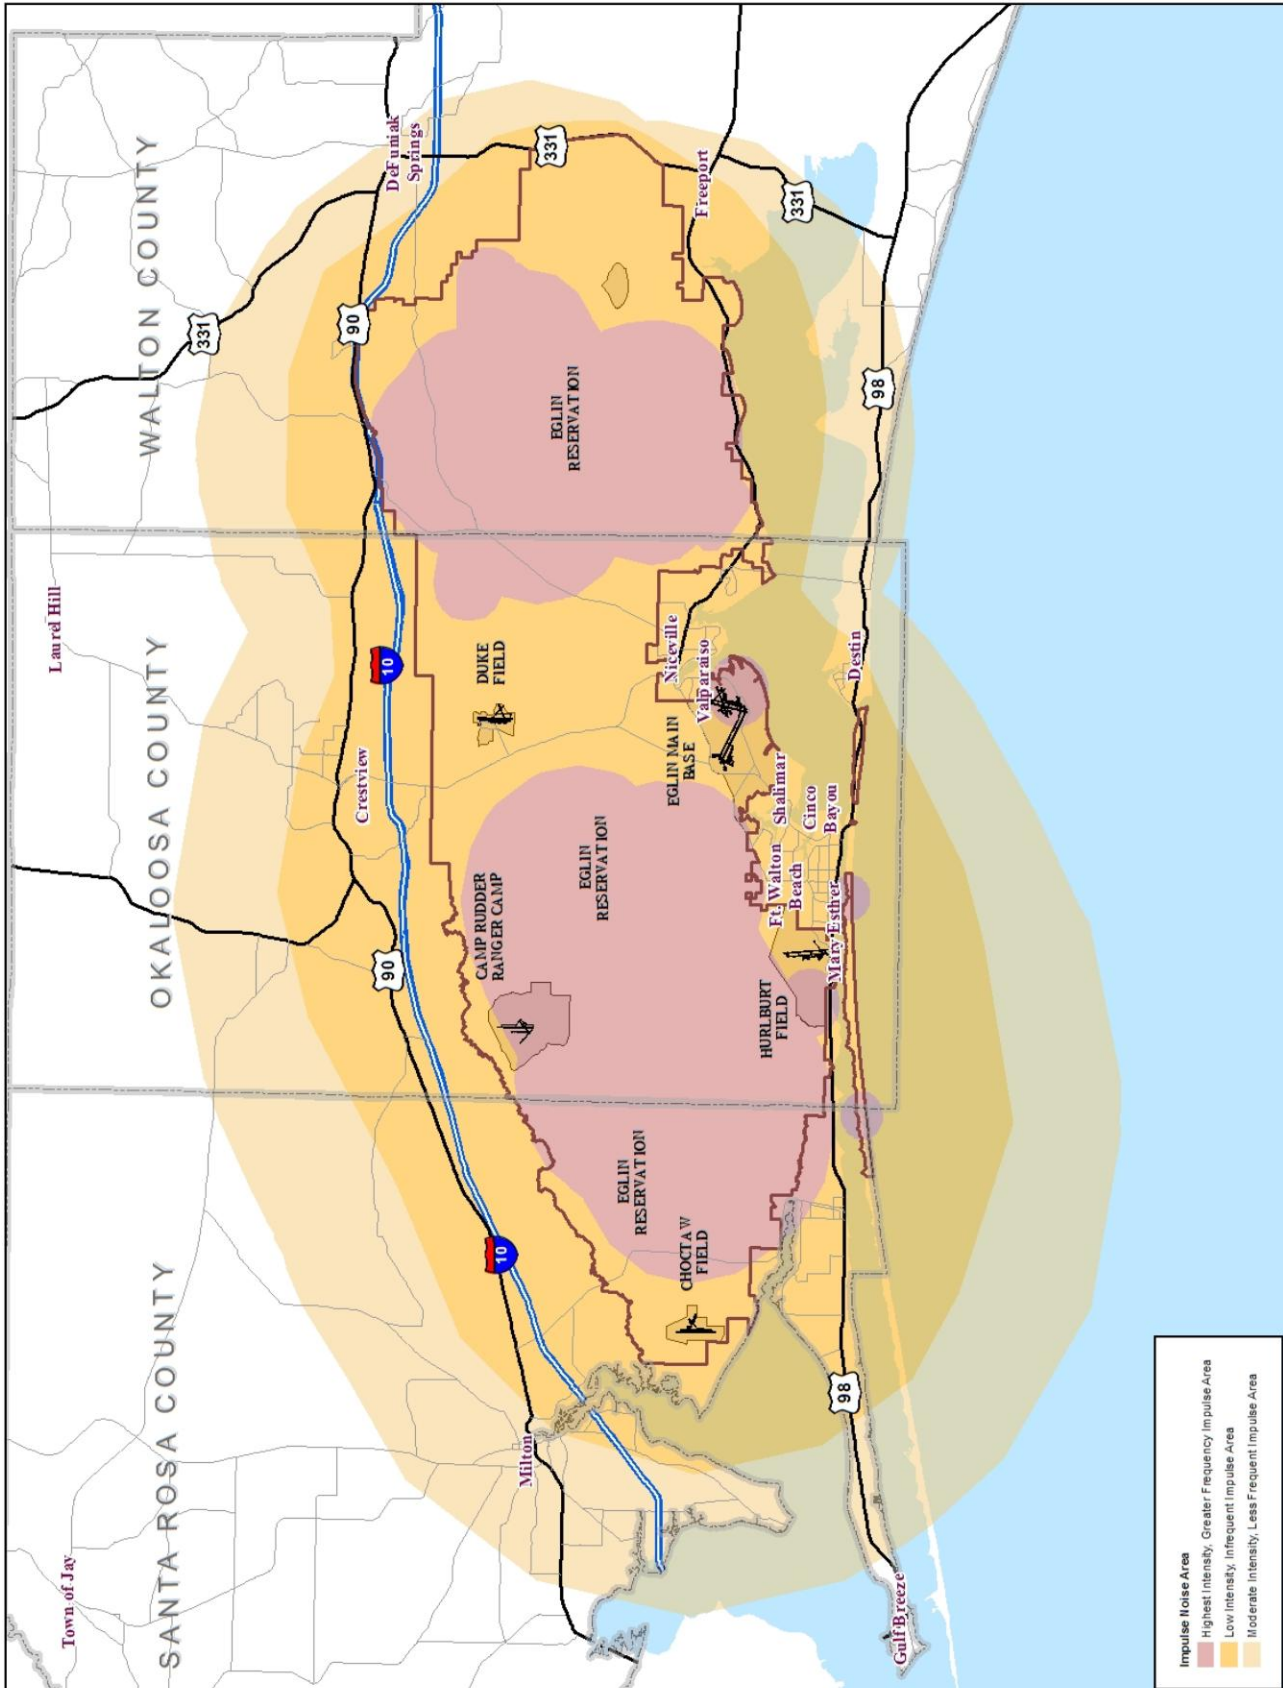 SANTA ROSA COUNTY
OKALOOSA COUNTY
WALTON COUNTY
Town of Jay
Laurel Hill
331
90
DeFuniak
Springs
331
Crestview
10
90
10
Milton
DUKE
FIELD
CAMP RUDDER
RANGER CAMP
EGLIN
RESERVATION
EGLIN
RESERVATION
EGLIN
RESERVATION
CHOCTAW
FIELD
EGLIN MAIN
BASE
Niceville
Valparaiso
Freeport
331
HURLBURT
FIELD
Ft. Walton
Beach
Shalimar
Cinco
Bayou
Mary Esther
Destin
98
98
Gulf Breeze
Impulse Noise Area
Highest Intensity, Greater Frequency Impulse Area
Low Intensity, Infrequent Impulse Area
Moderate Intensity, Less Frequent Impulse Area